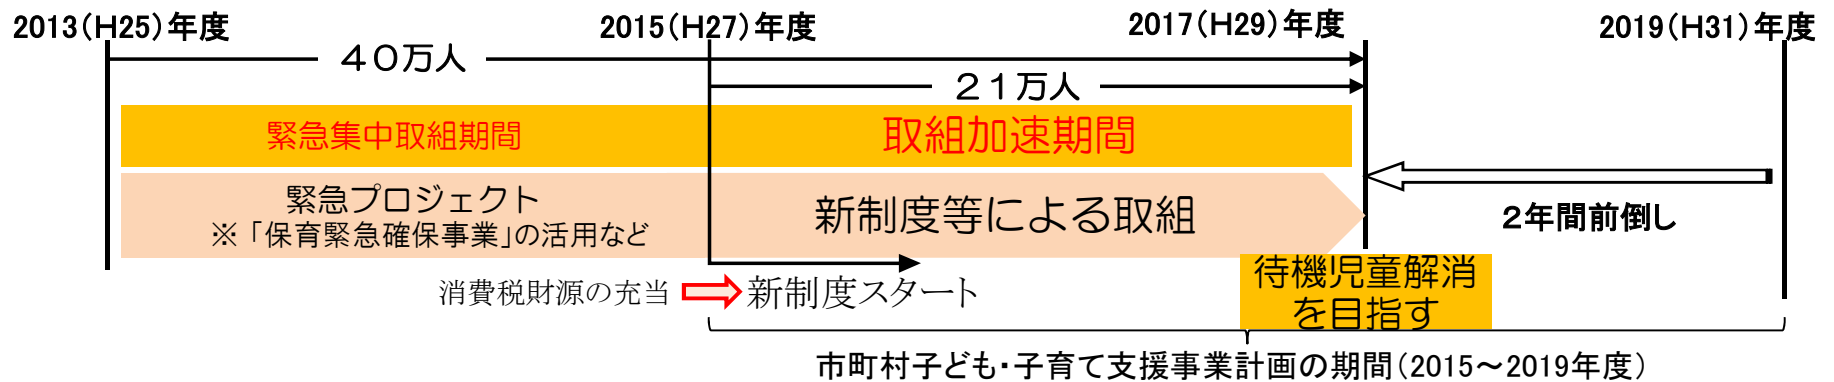 2013(H25)年度
2015(H27)年度
2017(H29)年度
2019(H31)年度
40万人
21万人
緊急集中取組期間
取組加速期間
緊急プロジェクト
※「保育緊急確保事業」の活用など
新制度等による取組
2年間前倒し
消費税財源の充当
新制度スタート
待機児童解消
を目指す
市町村子ども・子育て支援事業計画の期間(2015~2019年度)